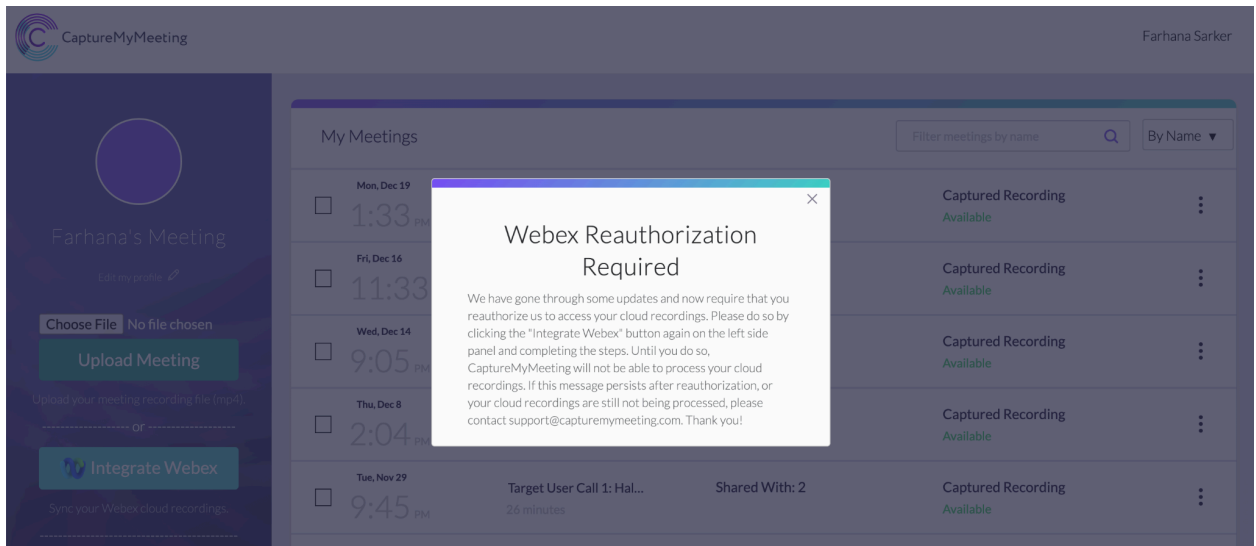 CaptureMyMeeting
Farhana Sarker
Farhana's Meeting
Edit my profile
Choose File No file chosen
Upload Meeting
Upload your meeting recording file (mp4).
------------------- or -------------------
Integrate Webex
Sync your Webex cloud recordings.
My Meetings
Filter meetings by name
By Name ▼
Mon, Dec 19
1:33 PM
Captured Recording
Available
Fri, Dec 16
11:33
Captured Recording
Available
Wed, Dec 14
9:05 PM
Captured Recording
Available
Thu, Dec 8
2:04 PM
Captured Recording
Available
Tue, Nov 29
9:45 PM
Target User Call 1: Hal...
26 minutes
Shared With: 2
Captured Recording
Available
Webex Reauthorization
Required
We have gone through some updates and now require that you
reauthorize us to access your cloud recordings. Please do so by
clicking the "Integrate Webex" button again on the left side
panel and completing the steps. Until you do so,
CaptureMyMeeting will not be able to process your cloud
recordings. If this message persists after reauthorization, or
your cloud recordings are still not being processed, please
contact support@capturemymeeting.com. Thank you!